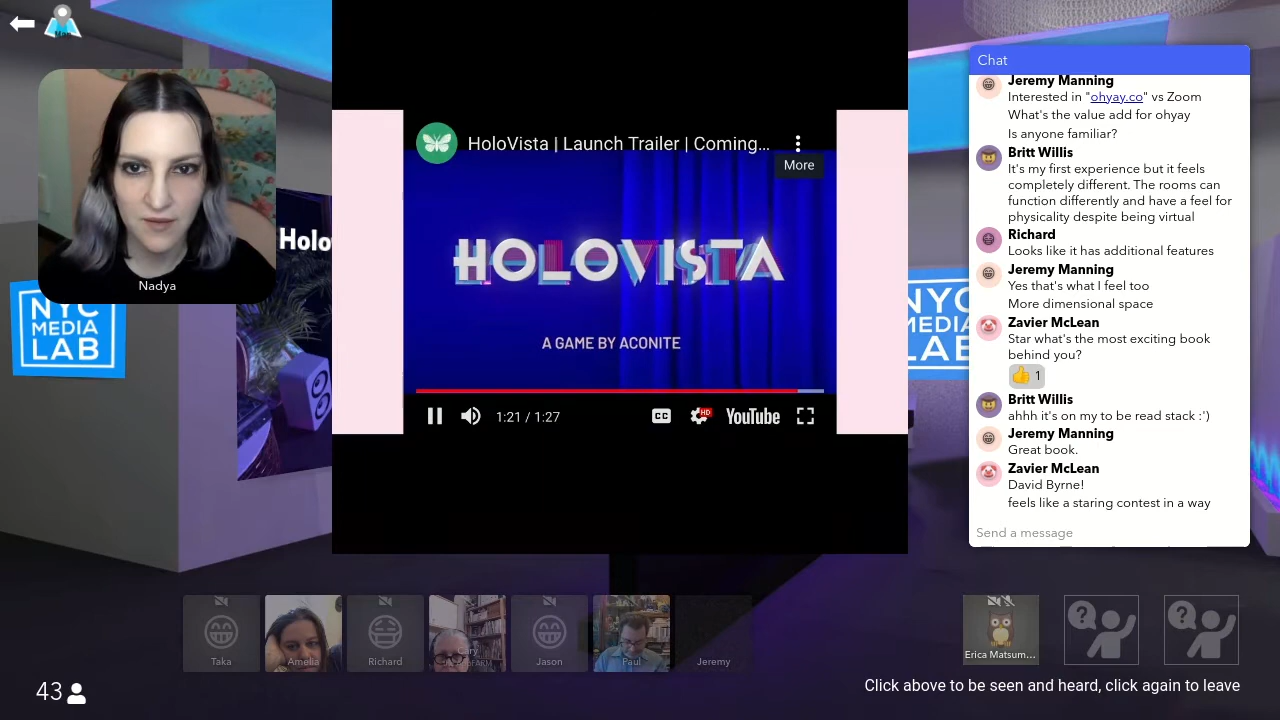 Map
Nadya
Holo
NYC
MEDIA
LAB
HoloVista | Launch Trailer | Coming...
More
HOLOVISTA
A GAME BY ACONITE
1:21 / 1:27
CC
HD
YouTube
NYC
MEDIA
LAB
Chat
Jeremy Manning
Interested in "ohyay.co" vs Zoom
What's the value add for ohyay
Is anyone familiar?
Britt Willis
It's my first experience but it feels
completely different. The rooms can
function differently and have a feel for
physicality despite being virtual
Richard
Looks like it has additional features
Jeremy Manning
Yes that's what I feel too
More dimensional space
Zavier McLean
Star what's the most exciting book
behind you?
1
Britt Willis
ahhh it's on my to be read stack :')
Jeremy Manning
Great book.
Zavier McLean
David Byrne!
feels like a staring contest in a way
Send a message
Taka
Amelia
Richard
Cary
Jason
Paul
Jeremy
Erica Matsum...
43
Click above to be seen and heard, click again to leave